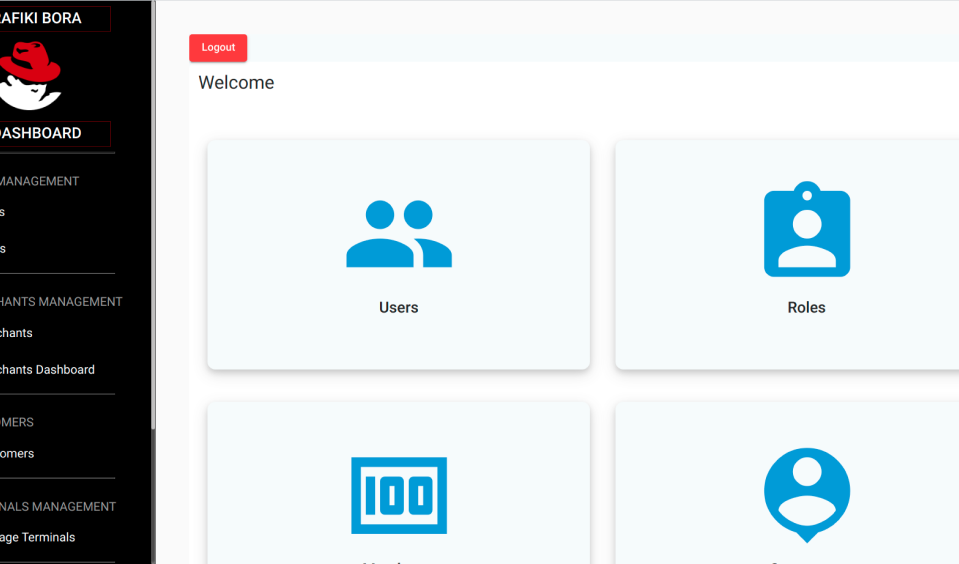 AFIKI BORA
DASHBOARD
MANAGEMENT
s
s
HANTS MANAGEMENT
chants
chants Dashboard
OMERS
omers
NALS MANAGEMENT
age Terminals
Logout
Welcome
Users
Roles
100